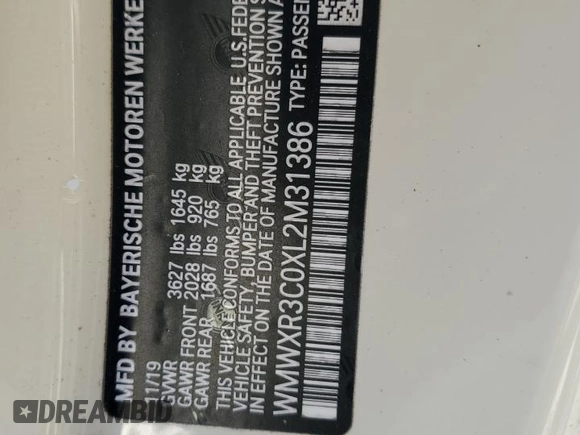 MFD BY BAYERISCHE MOTOREN WERKE
11/19
GVWR 3627 lbs 1645 kg
GAWR FRONT 2028 lbs 920 kg
GAWR REAR 1687 lbs 765 kg
THIS VEHICLE CONFORMS TO ALL APPLICABLE U.S. FEDE
VEHICLE SAFETY, BUMPER AND THEFT PREVENTION S
IN EFFECT ON THE DATE OF MANUFACTURE SHOWN A
WMWXR3C0XL2M31386 TYPE: PASSEN
DREAMBID